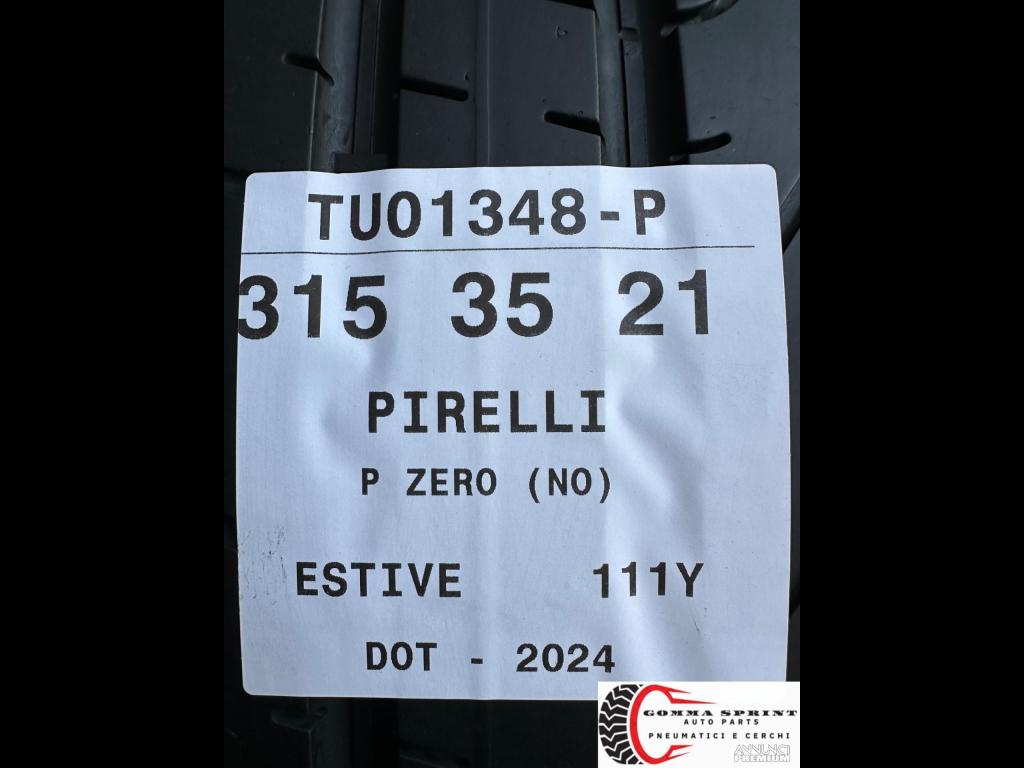 TU01348-P
315 35 21
PIRELLI
P ZERO (NO)
ESTIVE 111Y
DOT - 2024
GOMMA SPRINT
AUTO PARTS
PNEUMATICI E CERCHI
ANNUNCI
PREMIUM